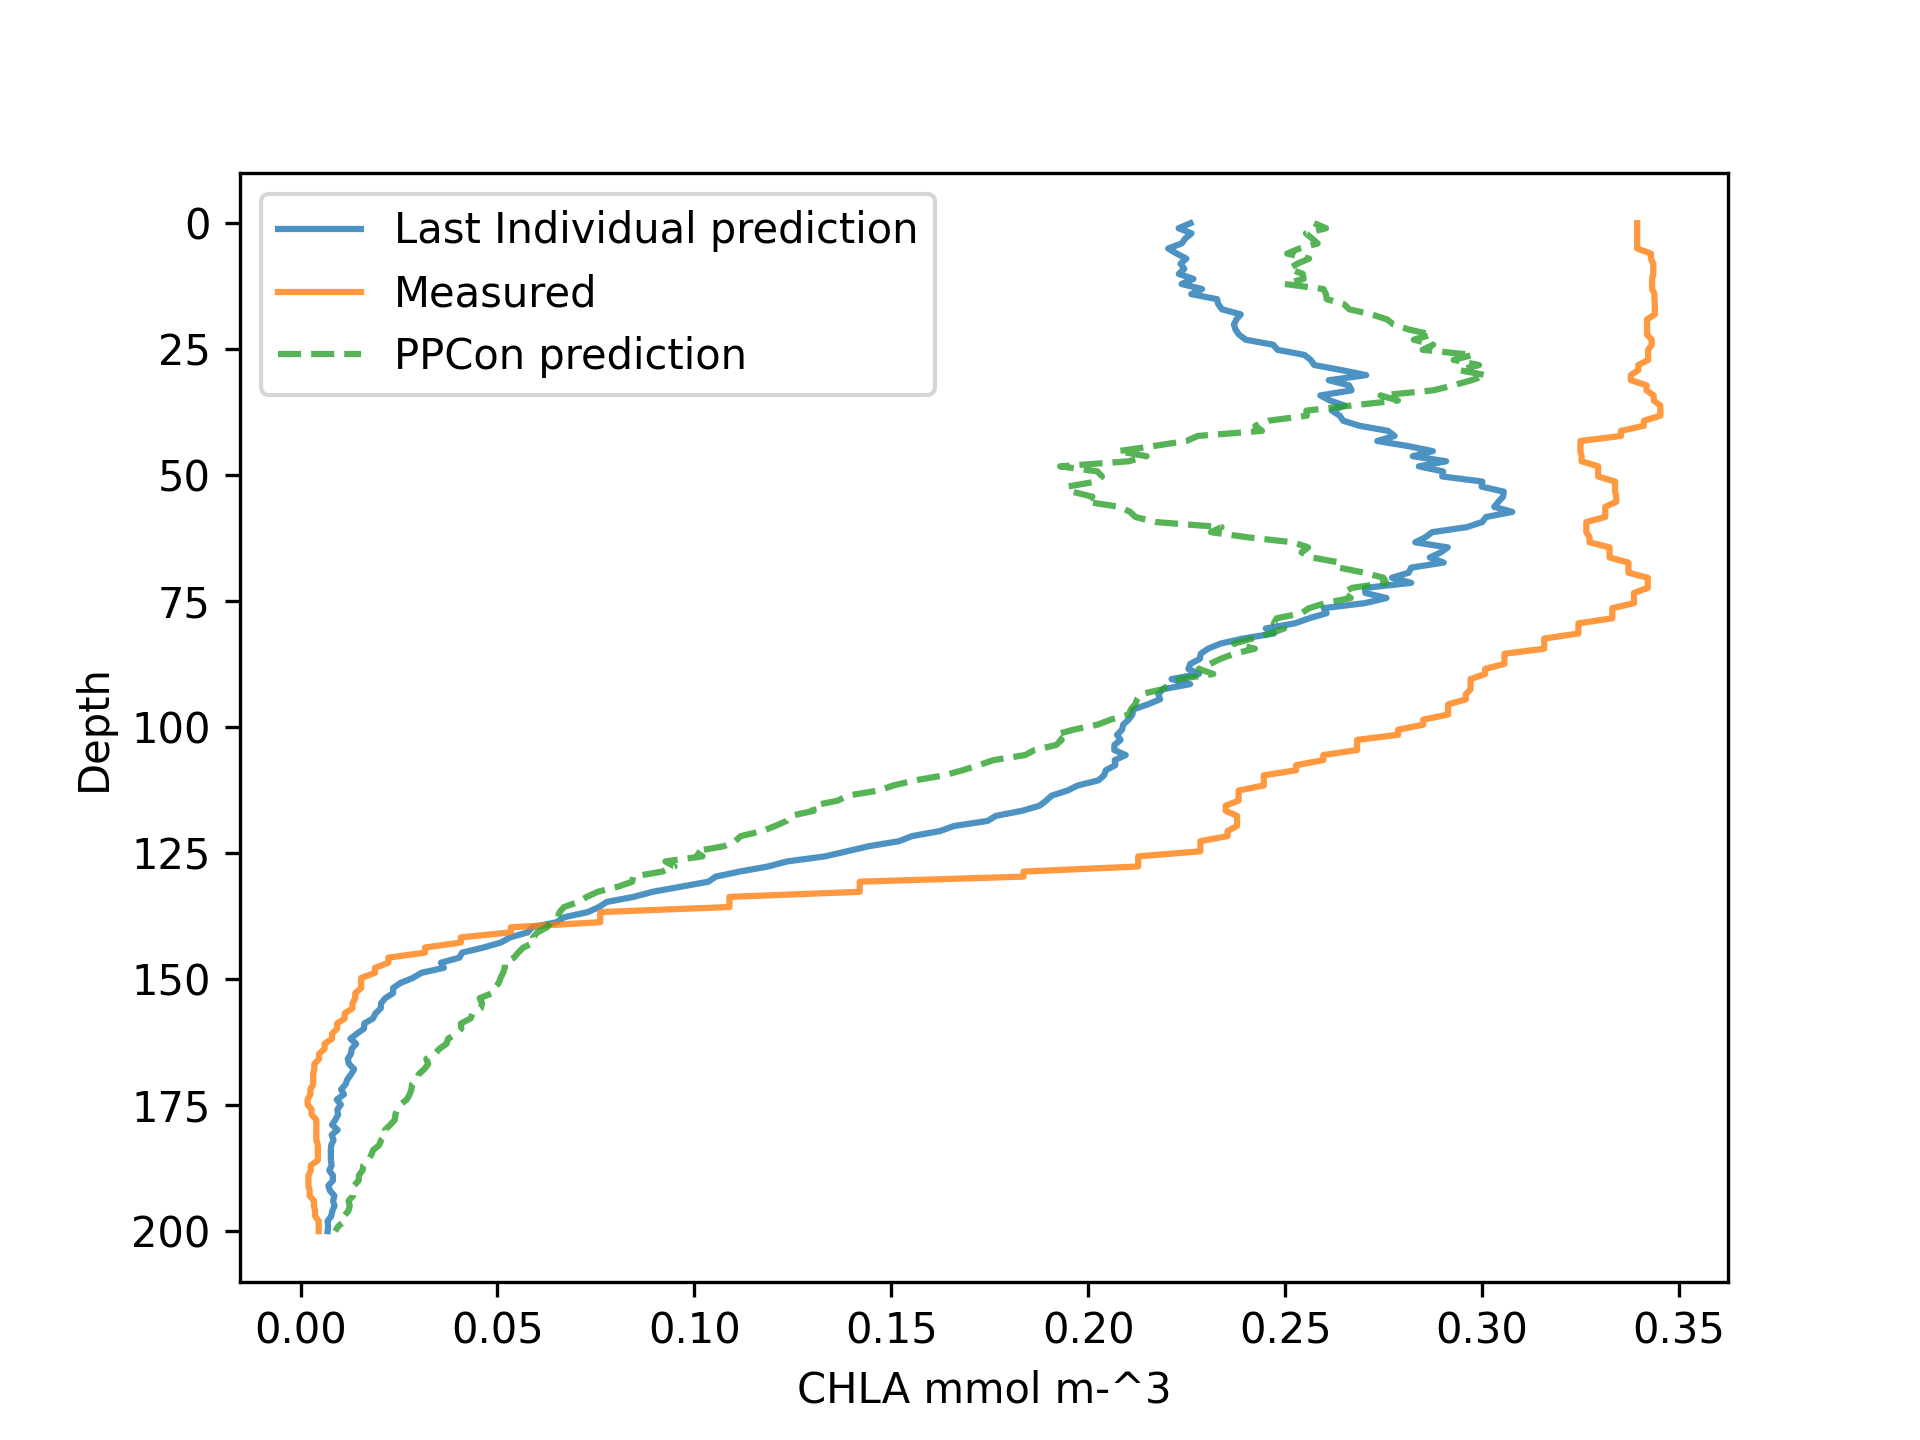 Last Individual prediction
Measured
PPCon prediction
0
25
50
75
100
125
150
175
200
Depth
0.00 0.05 0.10 0.15 0.20 0.25 0.30 0.35
CHLA mmol m-^3